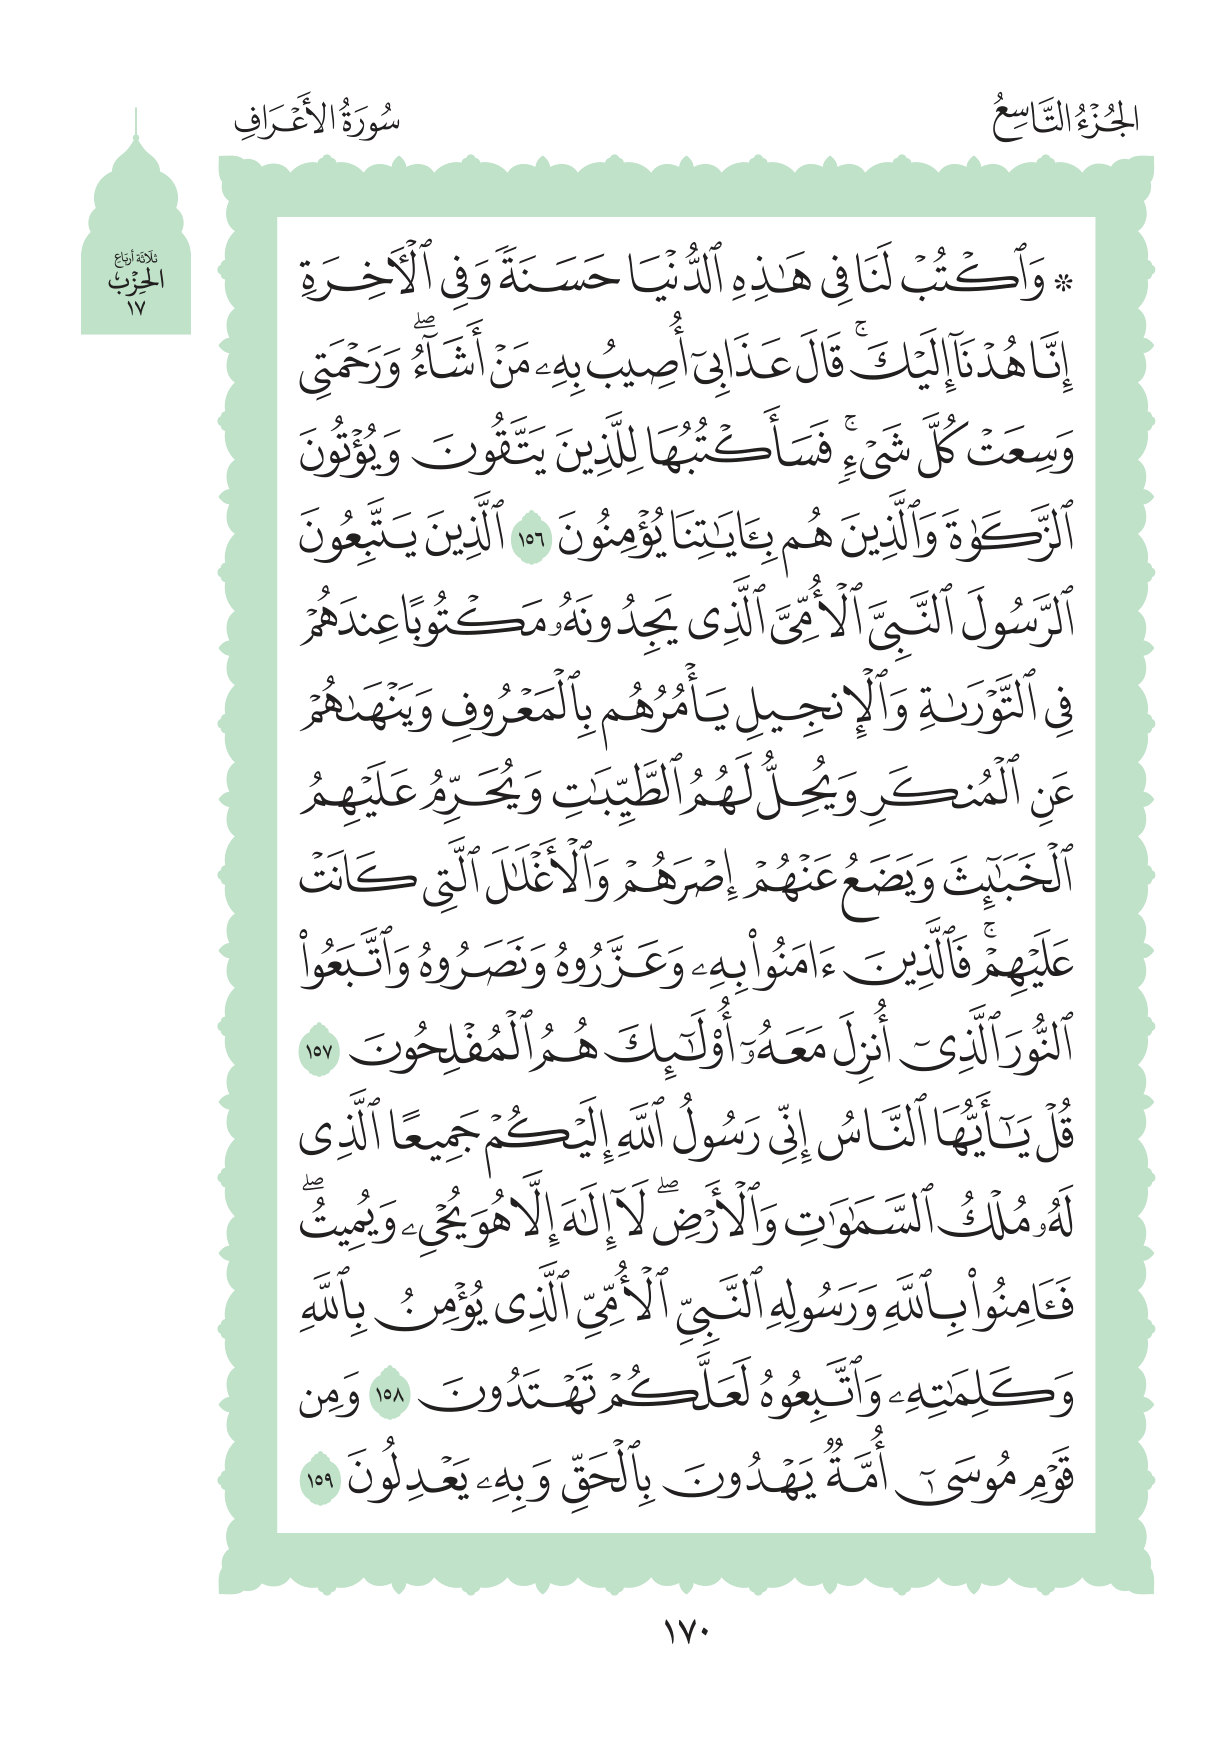 الجُزْءُ التَّاسِعُ
سُورَةُ الأَعْرَافِ
ثلَاثَة أربَاع
الحِزْبِ
١٧
۞ وَٱكۡتُبۡ لَنَا فِي هَٰذِهِ ٱلدُّنۡيَا حَسَنَةٗ وَفِي ٱلۡأٓخِرَةِ
إِنَّا هُدۡنَآ إِلَيۡكَۚ قَالَ عَذَابِيٓ أُصِيبُ بِهِۦ مَنۡ أَشَآءُۖ وَرَحۡمَتِي
وَسِعَتۡ كُلَّ شَيۡءٖۚ فَسَأَكۡتُبُهَا لِلَّذِينَ يَتَّقُونَ وَيُؤۡتُونَ
ٱلزَّكَوٰةَ وَٱلَّذِينَ هُم بِـَٔايَٰتِنَا يُؤۡمِنُونَ ١٥٦ ٱلَّذِينَ يَتَّبِعُونَ
ٱلرَّسُولَ ٱلنَّبِيَّ ٱلۡأُمِّيَّ ٱلَّذِي يَجِدُونَهُۥ مَكۡتُوبًا عِندَهُمۡ
فِي ٱلتَّوۡرَىٰةِ وَٱلۡإِنجِيلِ يَأۡمُرُهُم بِٱلۡمَعۡرُوفِ وَيَنۡهَىٰهُمۡ
عَنِ ٱلۡمُنكَرِ وَيُحِلُّ لَهُمُ ٱلطَّيِّبَٰتِ وَيُحَرِّمُ عَلَيۡهِمُ
ٱلۡخَبَٰٓئِثَ وَيَضَعُ عَنۡهُمۡ إِصۡرَهُمۡ وَٱلۡأَغۡلَٰلَ ٱلَّتِي كَانَتۡ
عَلَيۡهِمۡۚ فَٱلَّذِينَ ءَامَنُواْ بِهِۦ وَعَزَّرُوهُ وَنَصَرُوهُ وَٱتَّبَعُواْ
ٱلنُّورَ ٱلَّذِيٓ أُنزِلَ مَعَهُۥٓ أُوْلَٰٓئِكَ هُمُ ٱلۡمُفۡلِحُونَ ١٥٧
قُلۡ يَٰٓأَيُّهَا ٱلنَّاسُ إِنِّي رَسُولُ ٱللَّهِ إِلَيۡكُمۡ جَمِيعًا ٱلَّذِي
لَهُۥ مُلۡكُ ٱلسَّمَٰوَٰتِ وَٱلۡأَرۡضِۖ لَآ إِلَٰهَ إِلَّا هُوَ يُحۡيِۦ وَيُمِيتُۖ
فَـَٔامِنُواْ بِٱللَّهِ وَرَسُولِهِ ٱلنَّبِيِّ ٱلۡأُمِّيِّ ٱلَّذِي يُؤۡمِنُ بِٱللَّهِ
وَكَلِمَٰتِهِۦ وَٱتَّبِعُوهُ لَعَلَّكُمۡ تَهۡتَدُونَ ١٥٨ وَمِن
قَوۡمِ مُوسَىٰٓ أُمَّةٞ يَهۡدُونَ بِٱلۡحَقِّ وَبِهِۦ يَعۡدِلُونَ ١٥٩
١٧٠